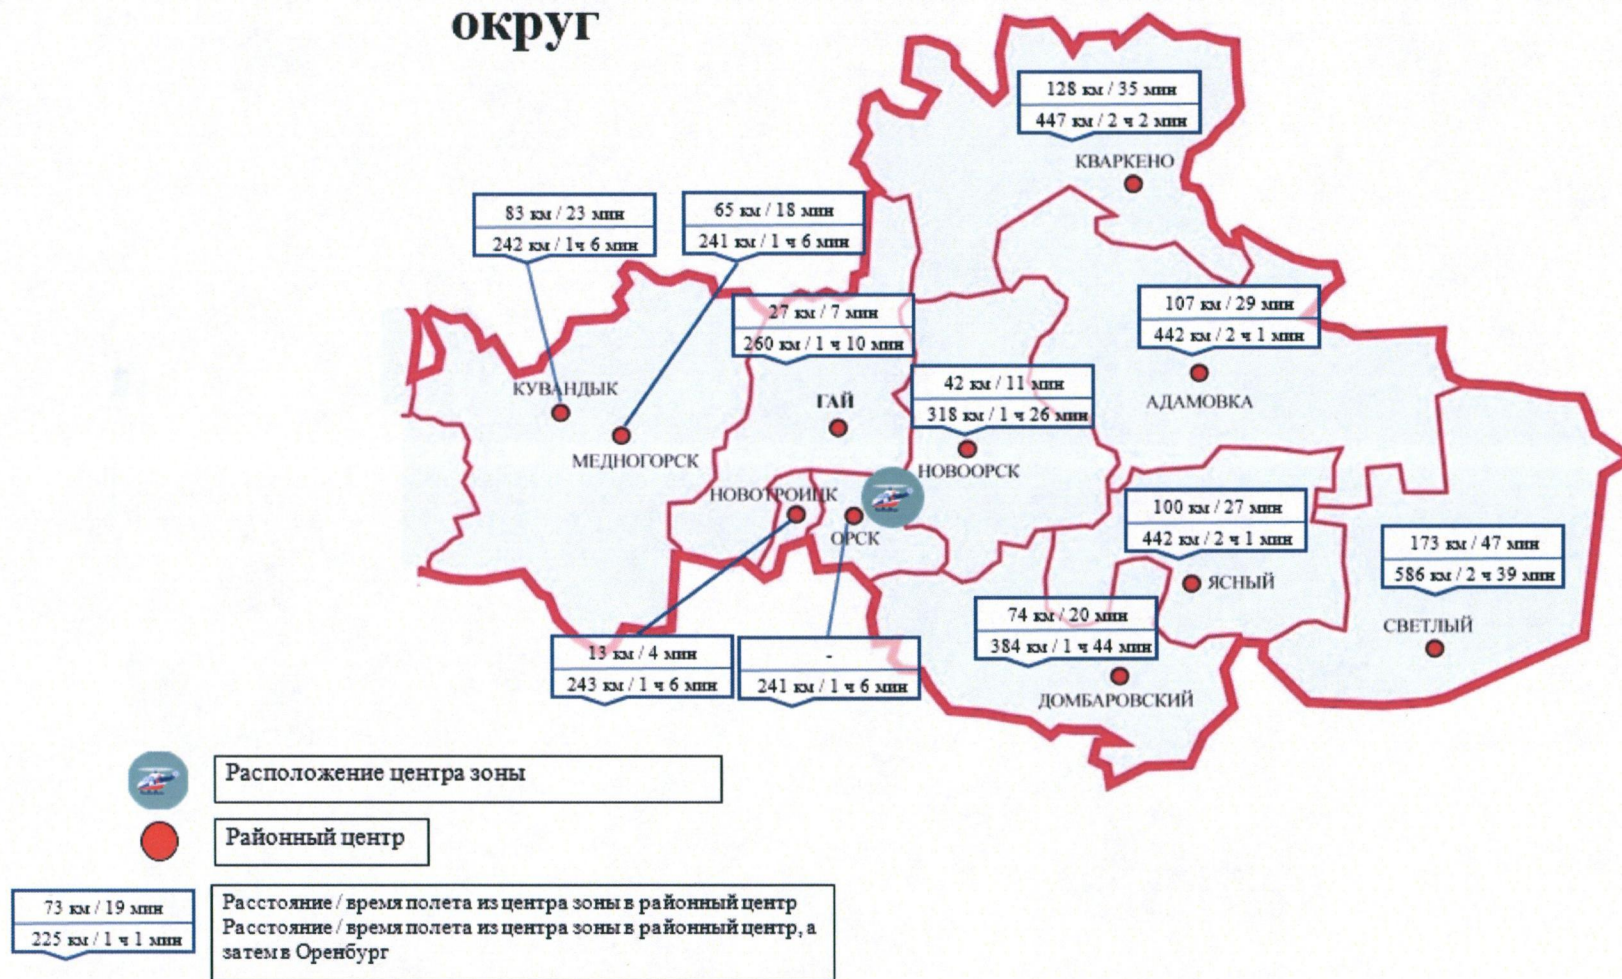 округ
128 км / 35 мин
447 км / 2 ч 2 мин
КВАРКЕНО
83 км / 23 мин
242 км / 1ч 6 мин
65 км / 18 мин
241 км / 1 ч 6 мин
27 км / 7 мин
260 км / 1 ч 10 мин
107 км / 29 мин
442 км / 2 ч 1 мин
42 км / 11 мин
318 км / 1 ч 26 мин
КУВАНДЫК
ГАЙ
АДАМОВКА
МЕДНОГОРСК
НОВООРСК
НОВОТРОИЦК
ОРСК
100 км / 27 мин
442 км / 2 ч 1 мин
173 км / 47 мин
586 км / 2 ч 39 мин
ЯСНЫЙ
74 км / 20 мин
384 км / 1 ч 44 мин
СВЕТЛЫЙ
13 км / 4 мин
243 км / 1 ч 6 мин
-
241 км / 1 ч 6 мин
ДОМБАРОВСКИЙ
Расположение центра зоны
Районный центр
73 км / 19 мин
225 км / 1 ч 1 мин
Расстояние / время полета из центра зоны в районный центр
Расстояние / время полета из центра зоны в районный центр, а
затем в Оренбург